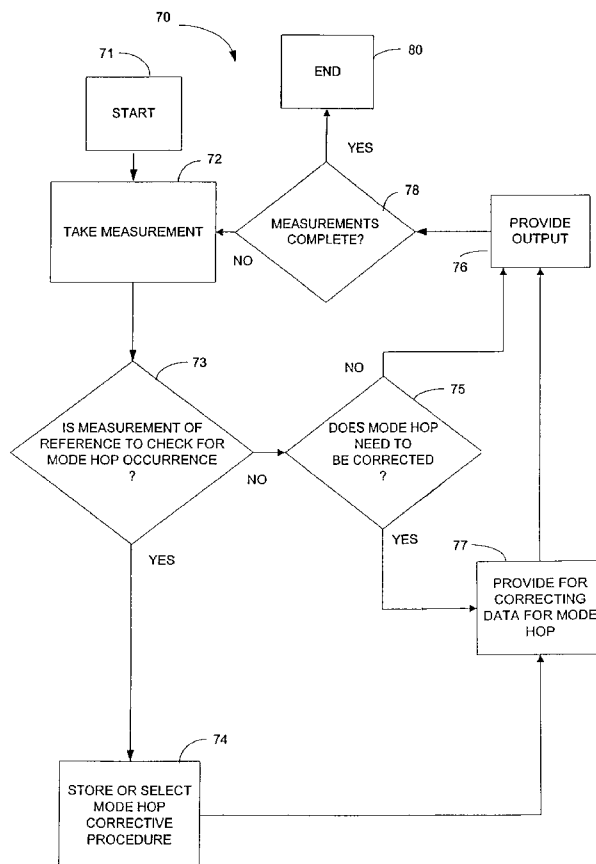 70
71
START
80
END
72
TAKE MEASUREMENT
YES
78
MEASUREMENTS
COMPLETE?
NO
PROVIDE
OUTPUT
76
73
IS MEASUREMENT OF
REFERENCE TO CHECK FOR
MODE HOP OCCURRENCE
?
NO
YES
NO
75
DOES MODE HOP
NEED TO
BE CORRECTED
?
YES
77
PROVIDE FOR
CORRECTING
DATA FOR MODE
HOP
74
STORE OR SELECT
MODE HOP
CORRECTIVE
PROCEDURE